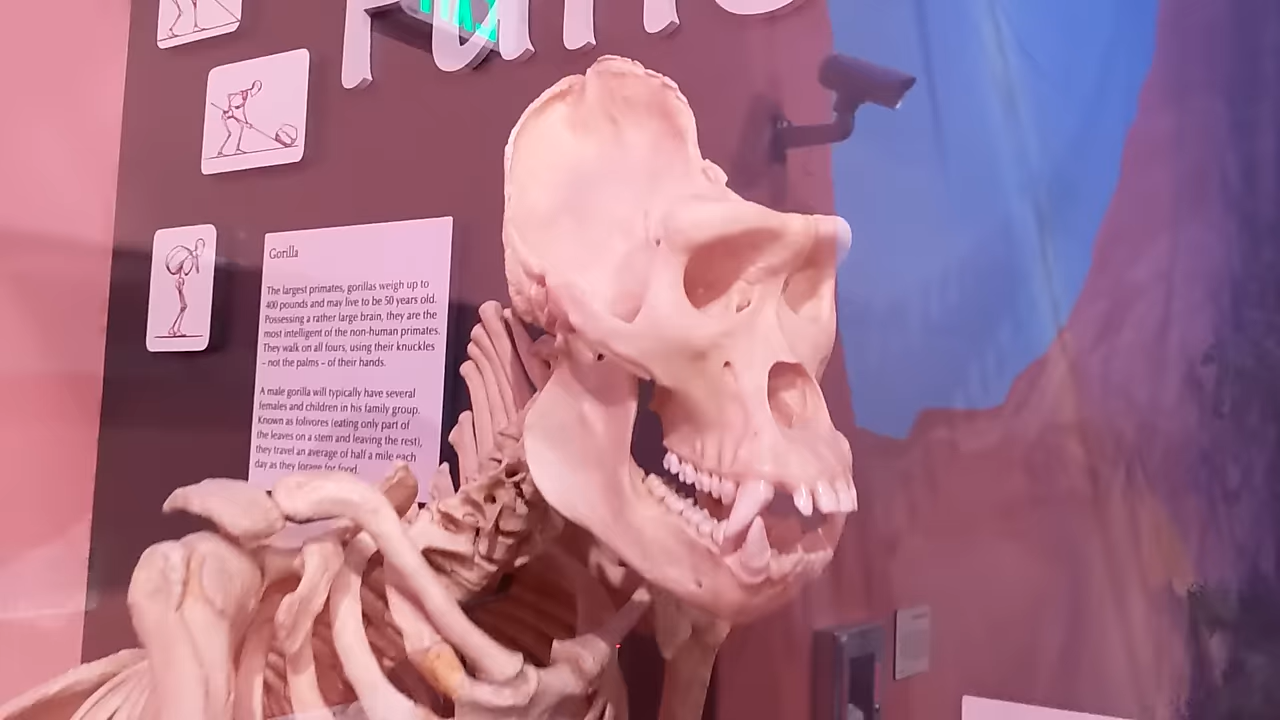 Gorilla
The largest primates, gorillas weigh up to
400 pounds and may live to be 50 years old.
Possessing a rather large brain, they are the
most intelligent of the non-human primates.
They walk on all fours, using their knuckles
– not the palms – of their hands.
A male gorilla will typically have several
females and children in his family group.
Known as folivores (eating only part of
the leaves on a stem and leaving the rest),
they travel an average of half a mile each
day as they forage for food.